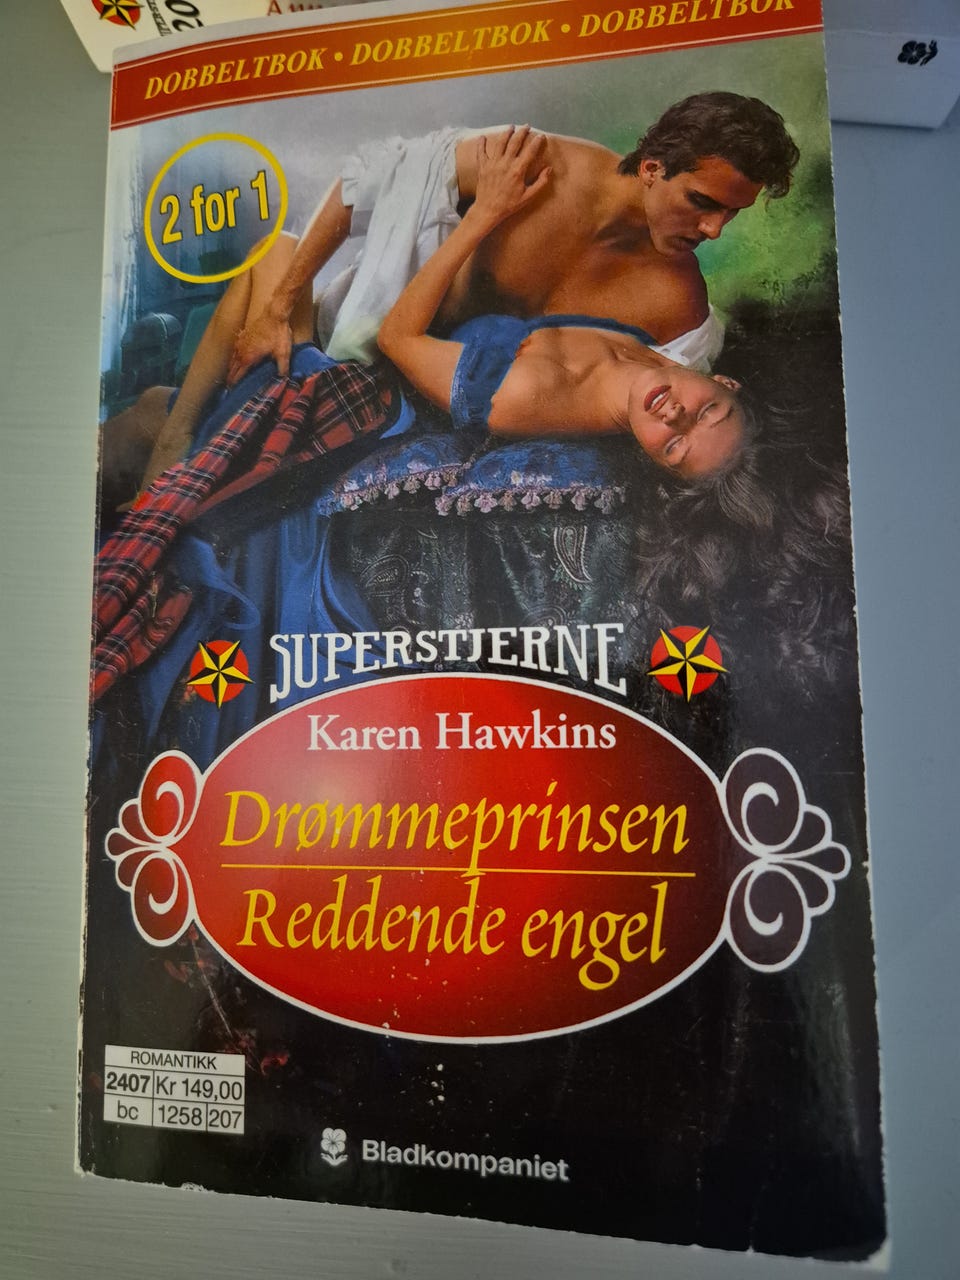 DOBBELTBOK • DOBBELTBOK • DOBBELTBOK
2 for 1
SUPERSTJERNE
Karen Hawkins
Drømmeprinsen
Reddende engel
ROMANTIKK
2407 Kr 149,00
bc 1258 207
Bladkompaniet